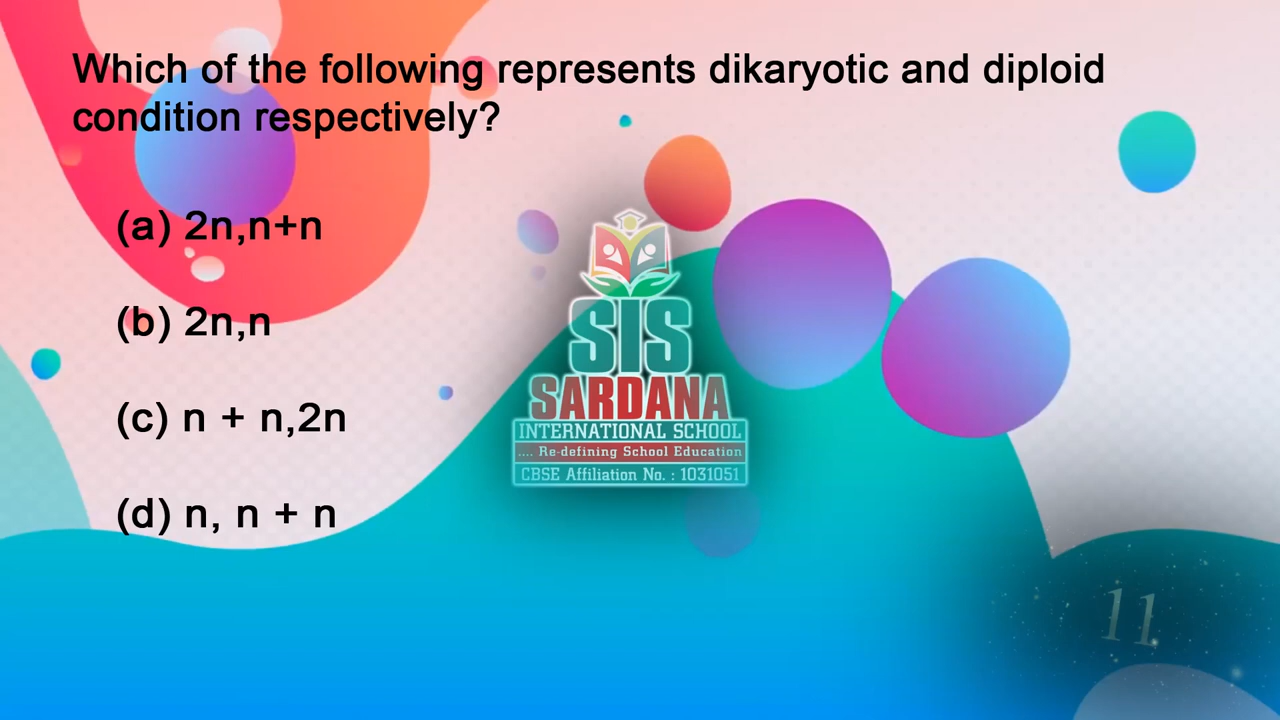 Which of the following represents dikaryotic and diploid
condition respectively?
(a) 2n,n+n
(b) 2n,n
(c) n + n,2n
(d) n, n + n
SIS
SARDANA
INTERNATIONAL SCHOOL
.... Re-defining School Education
CBSE Affiliation No. : 1031051
11